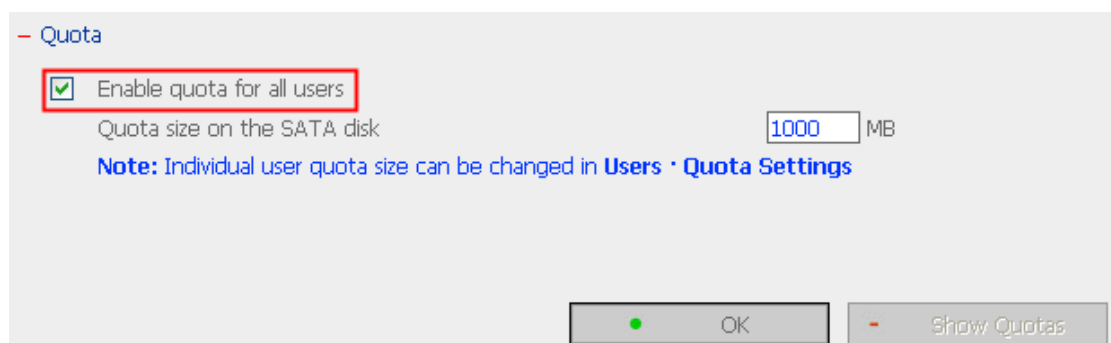 – Quota
Enable quota for all users
Quota size on the SATA disk 1000 MB
Note: Individual user quota size can be changed in Users · Quota Settings
OK Show Quotas